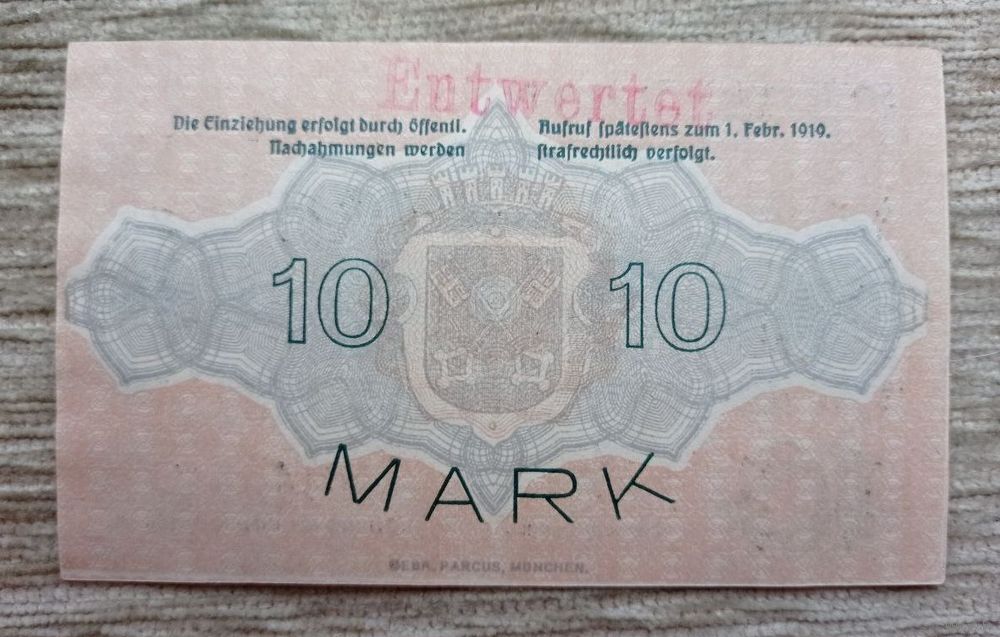 Entwertet
Die Einziehung erfolgt durch öffentl. Aufruf spätestens zum 1. Febr. 1919.
Nachahmungen werden strafrechtlich verfolgt.
10 10
MARK
GEBR. PARCUS, MÜNCHEN.